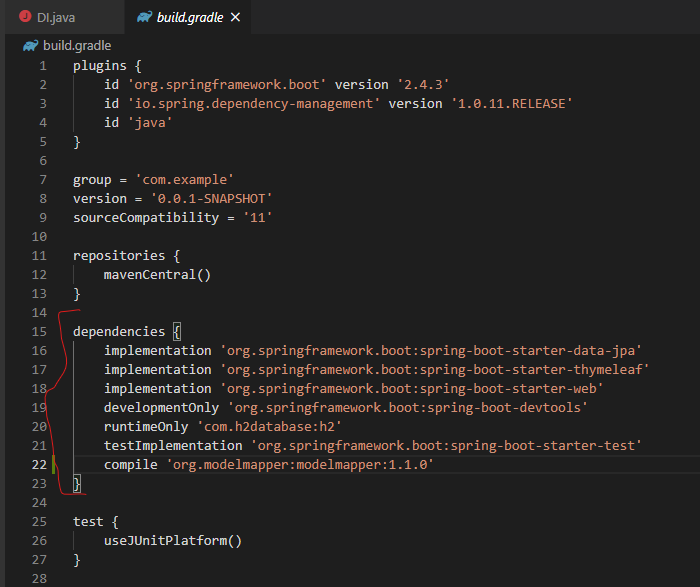 J DI.java build.gradle ×
build.gradle
1 plugins {
2 id 'org.springframework.boot' version '2.4.3'
3 id 'io.spring.dependency-management' version '1.0.11.RELEASE'
4 id 'java'
5 }
6
7 group = 'com.example'
8 version = '0.0.1-SNAPSHOT'
9 sourceCompatibility = '11'
10
11 repositories {
12 mavenCentral()
13 }
14
15 dependencies {
16 implementation 'org.springframework.boot:spring-boot-starter-data-jpa'
17 implementation 'org.springframework.boot:spring-boot-starter-thymeleaf'
18 implementation 'org.springframework.boot:spring-boot-starter-web'
19 developmentOnly 'org.springframework.boot:spring-boot-devtools'
20 runtimeOnly 'com.h2database:h2'
21 testImplementation 'org.springframework.boot:spring-boot-starter-test'
22 compile 'org.modelmapper:modelmapper:1.1.0'
23 }
24
25 test {
26 useJUnitPlatform()
27 }
28